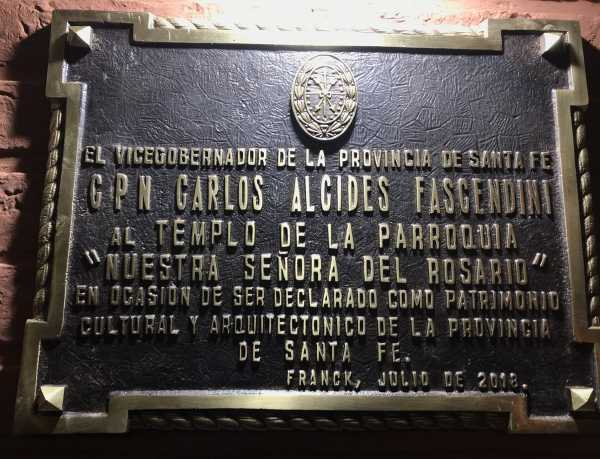 EL VICEGOBERNADOR DE LA PROVINCIA DE SANTA FE
CPN CARLOS ALCIDES FASCENDINI
AL TEMPLO DE LA PARROQUIA
"NUESTRA SEÑORA DEL ROSARIO"
EN OCASIÓN DE SER DECLARADO COMO PATRIMONIO
CULTURAL Y ARQUITECTONICO DE LA PROVINCIA
DE SANTA FE.
FRANCK, JULIO DE 2018.